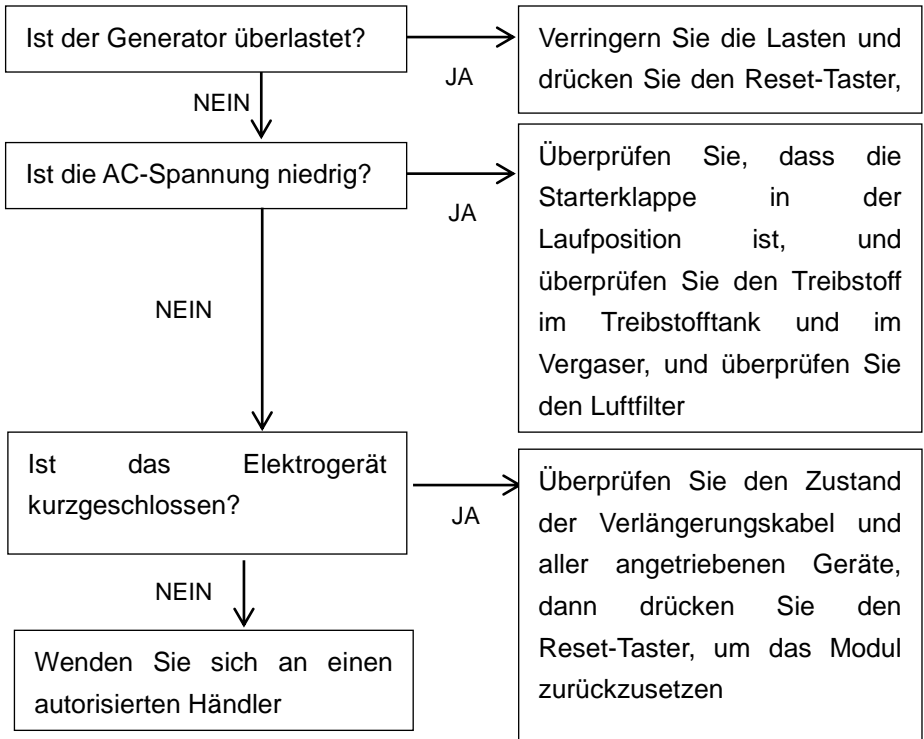 Ist der Generator überlastet?
JA
Verringern Sie die Lasten und
drücken Sie den Reset-Taster,
NEIN
Ist die AC-Spannung niedrig?
JA
Überprüfen Sie, dass die
Starterklappe in der
Laufposition ist, und
überprüfen Sie den Treibstoff
im Treibstofftank und im
Vergaser, und überprüfen Sie
den Luftfilter
NEIN
Ist das Elektrogerät
kurzgeschlossen?
JA
Überprüfen Sie den Zustand
der Verlängerungskabel und
aller angetriebenen Geräte,
dann drücken Sie den
Reset-Taster, um das Modul
zurückzusetzen
NEIN
Wenden Sie sich an einen
autorisierten Händler